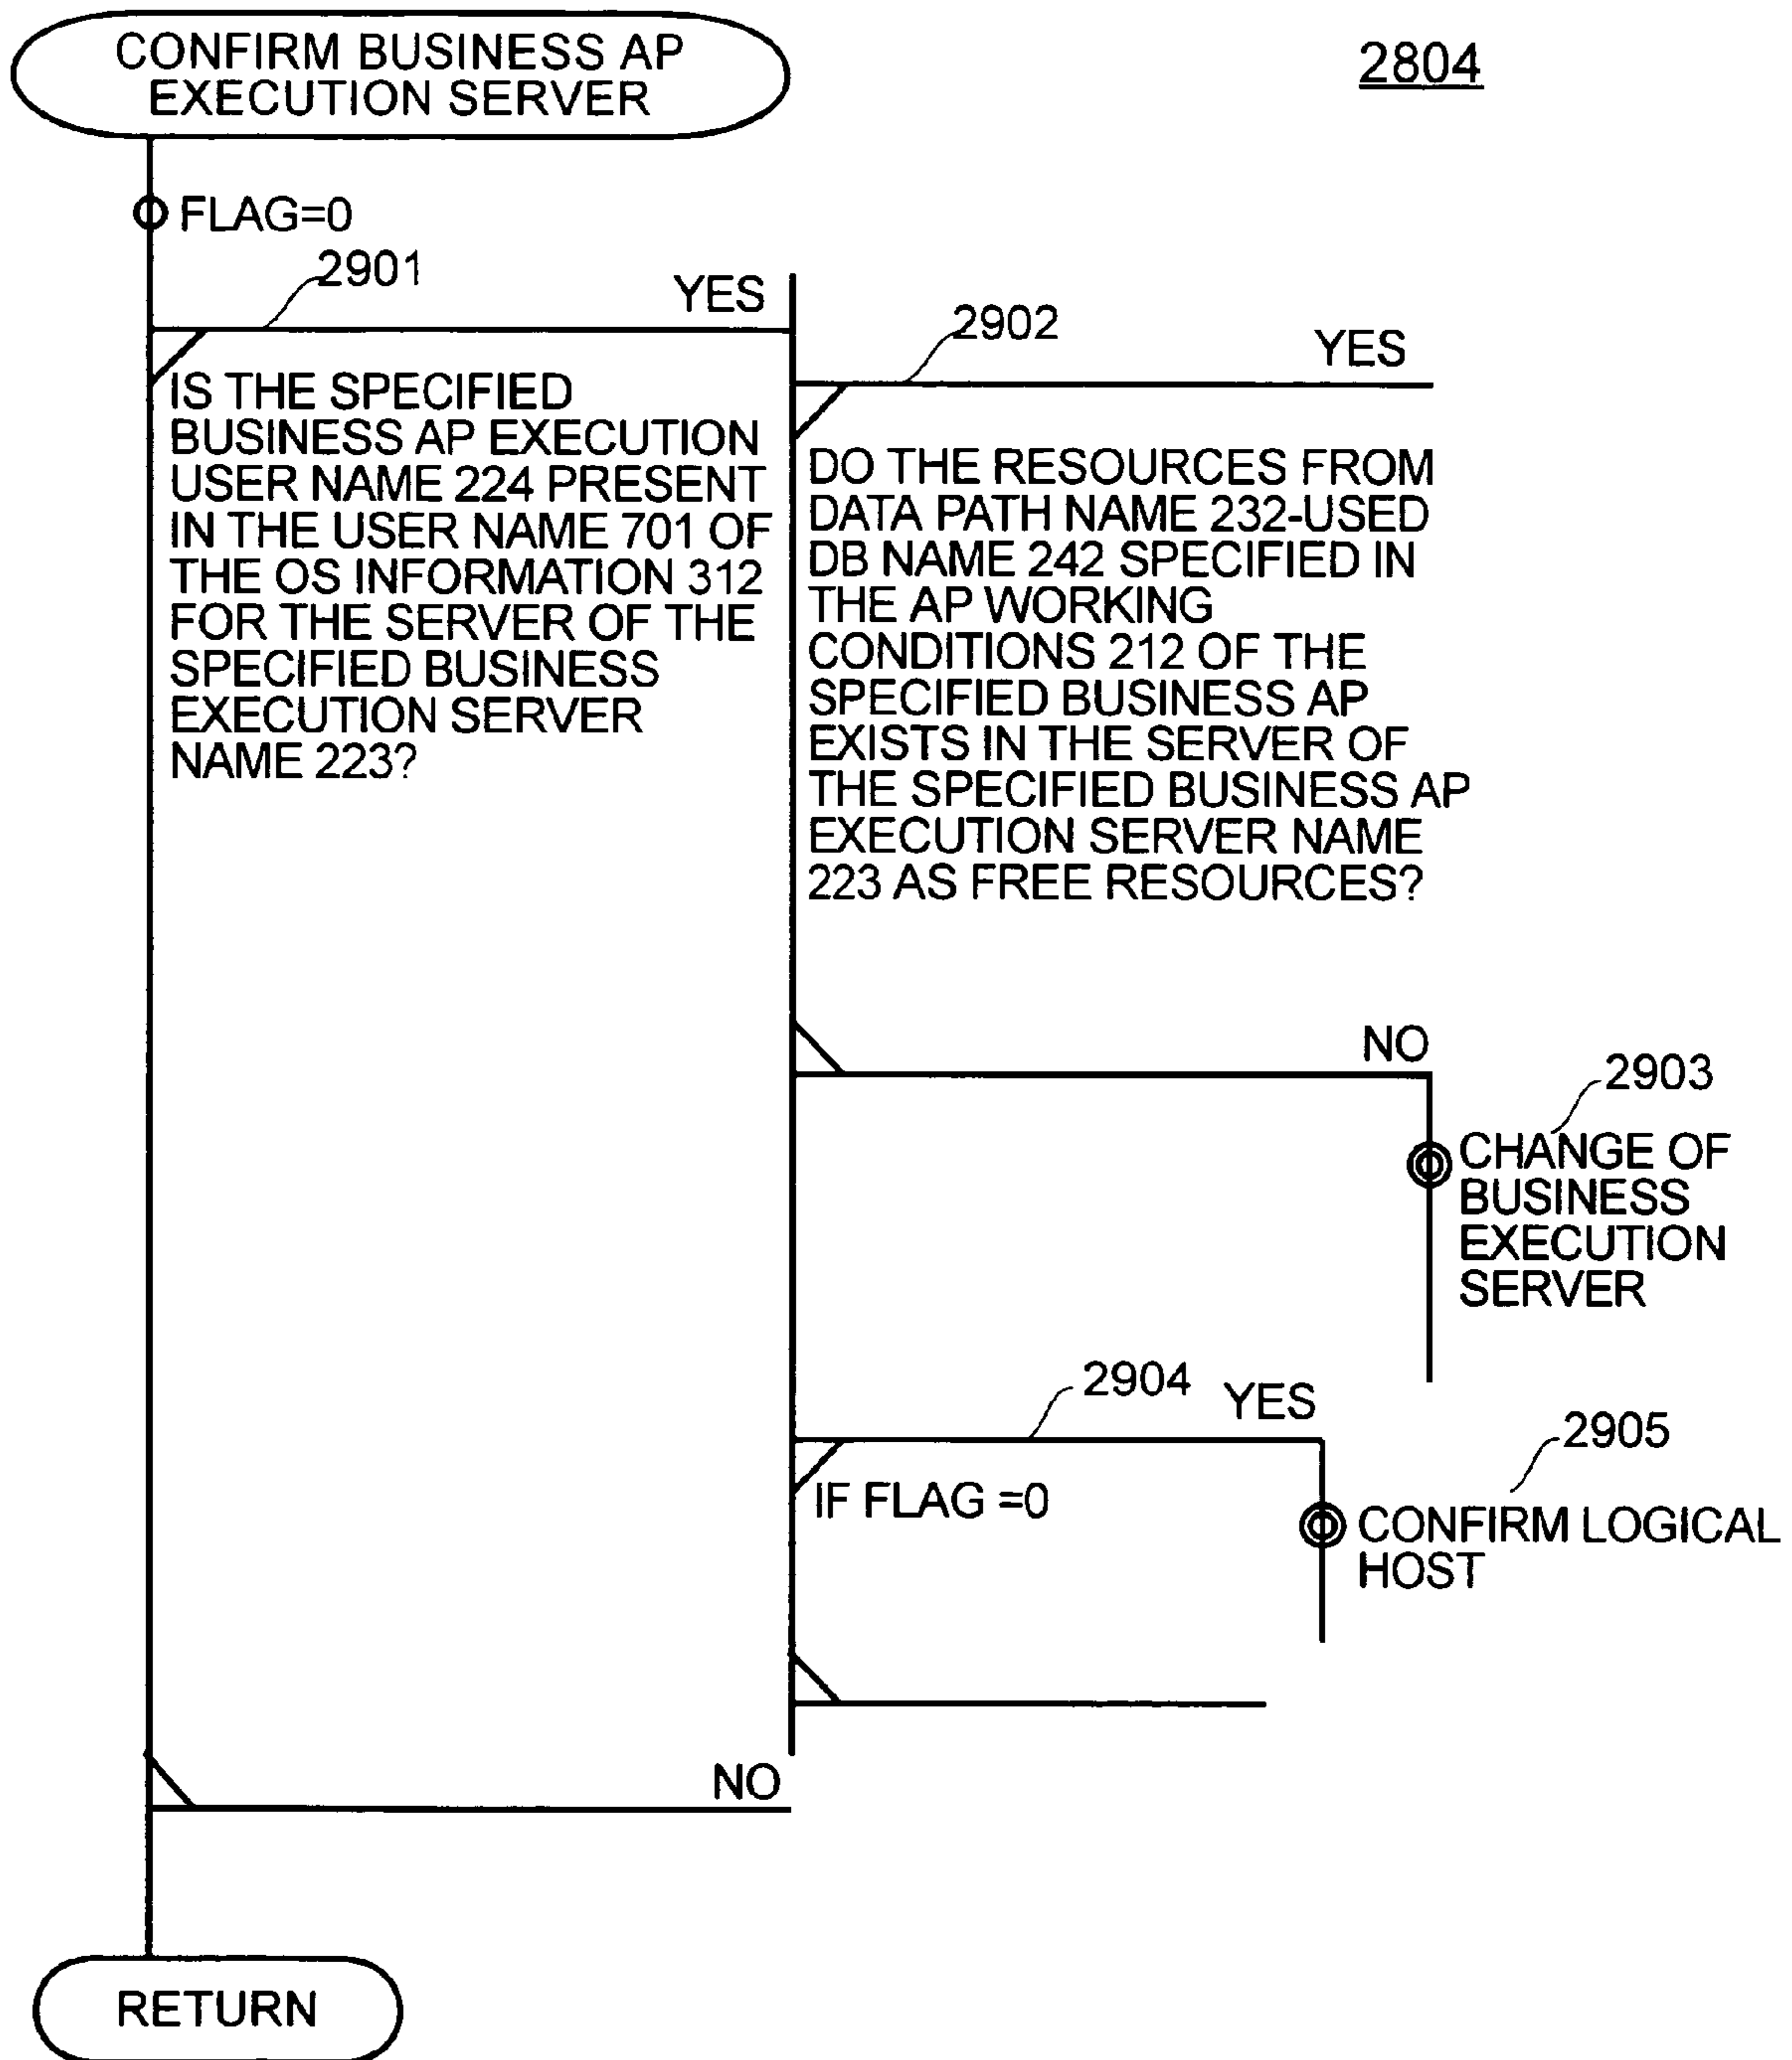 CONFIRM BUSINESS AP
EXECUTION SERVER
2804
FLAG=0
2901
YES
IS THE SPECIFIED
BUSINESS AP EXECUTION
USER NAME 224 PRESENT
IN THE USER NAME 701 OF
THE OS INFORMATION 312
FOR THE SERVER OF THE
SPECIFIED BUSINESS
EXECUTION SERVER
NAME 223?
2902
YES
DO THE RESOURCES FROM
DATA PATH NAME 232-USED
DB NAME 242 SPECIFIED IN
THE AP WORKING
CONDITIONS 212 OF THE
SPECIFIED BUSINESS AP
EXISTS IN THE SERVER OF
THE SPECIFIED BUSINESS AP
EXECUTION SERVER NAME
223 AS FREE RESOURCES?
NO
2903
CHANGE OF
BUSINESS
EXECUTION
SERVER
2904
YES
IF FLAG =0
2905
CONFIRM LOGICAL
HOST
NO
RETURN